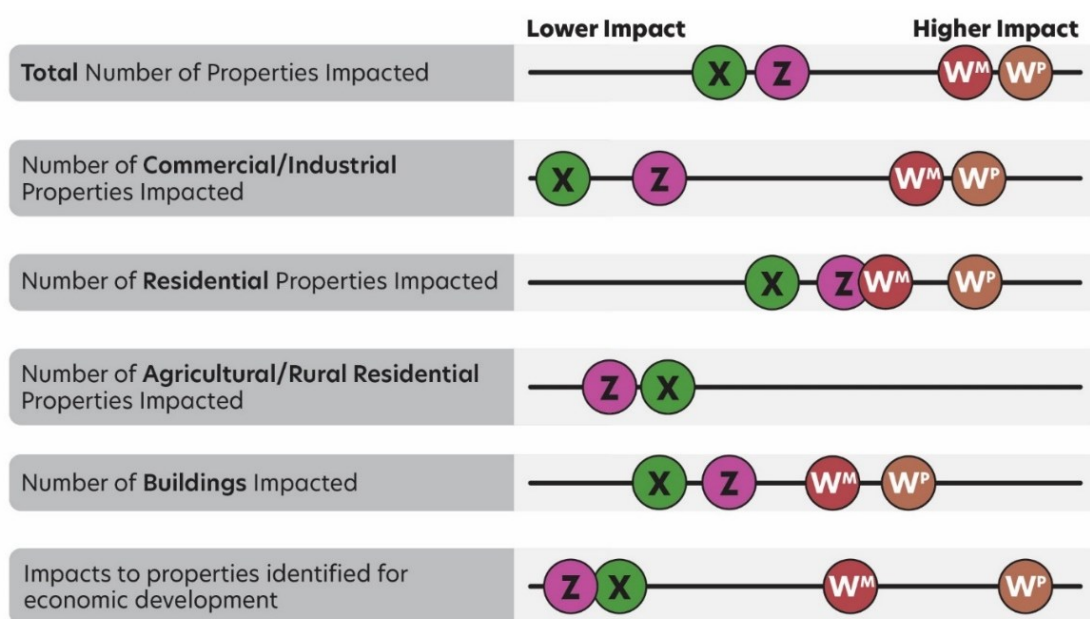 Lower Impact Higher Impact
Total Number of Properties Impacted
X Z Wᴹ Wᴾ
Number of Commercial/Industrial
Properties Impacted
X Z Wᴹ Wᴾ
Number of Residential Properties Impacted
X Z Wᴹ Wᴾ
Number of Agricultural/Rural Residential
Properties Impacted
Z X
Number of Buildings Impacted
X Z Wᴹ Wᴾ
Impacts to properties identified for
economic development
Z X Wᴹ Wᴾ